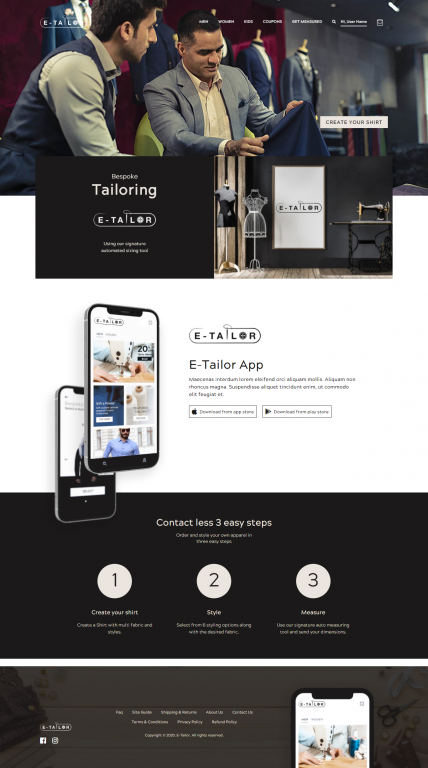 E-TAILOR
MEN WOMEN KIDS COUPONS GET MEASURED Hi, User Name
CREATE YOUR SHIRT
Bespoke
Tailoring
E-TAILOR
Using our signature
automated sizing tool
E-TAILOR
E-TAILOR
20
E-TAILOR
E-Tailor App
Maecenas interdum lorem eleifend orci aliquam mollis. Aliquam non
rhoncus magna. Suspendisse aliquet tincidunt enim, ut commodo
elit feugiat et.
Download from app store Download from play store
SELECT
Contact less 3 easy steps
Order and style your own apparel in
three easy steps
1 2 3
Create your shirt Style Measure
Create a Shirt with multi fabric and
styles.
Select from 6 styling options along
with the desired fabric.
Use our signature auto measuring
tool and send your dimensions.
Faq Size Guide Shipping & Returns About Us Contact US
Terms & Conditions Privacy Policy Refund Policy
E-TAILOR
Copyright © 2020, E-Tailor. All rights reserved.
E-TAILOR